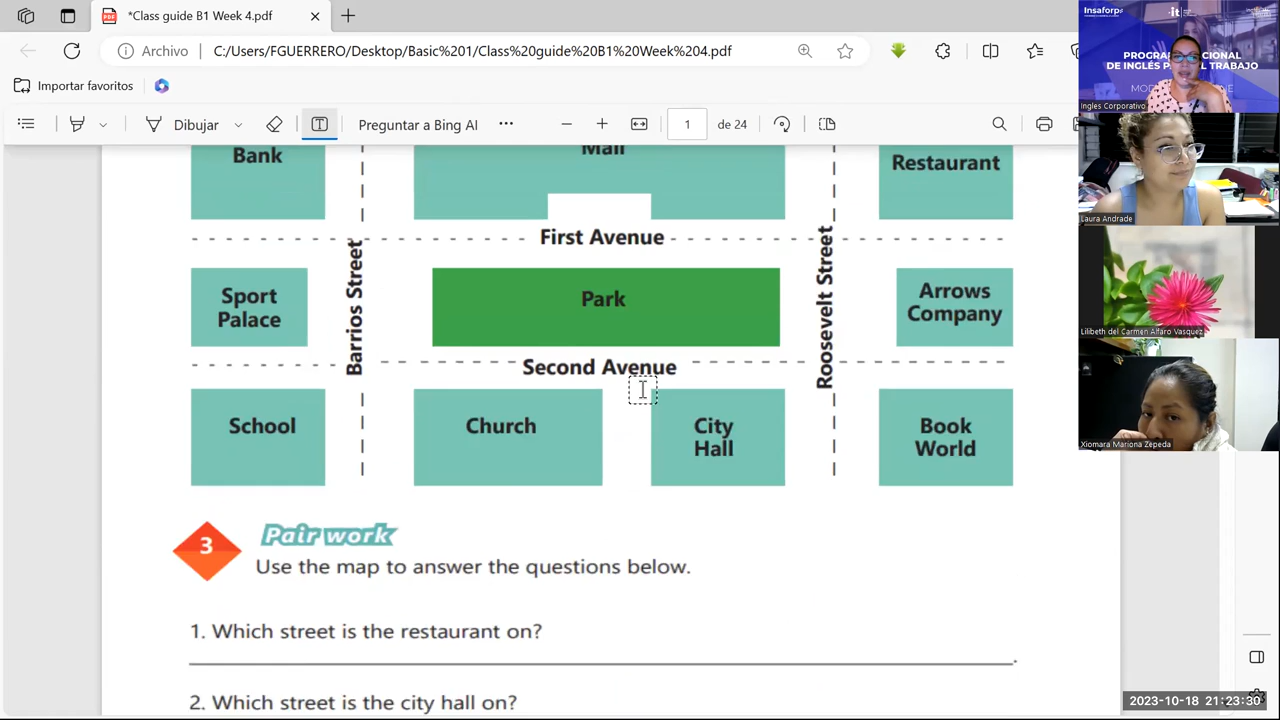 *Class guide B1 Week 4.pdf
Archivo
C:/Users/FGUERRERO/Desktop/Basic%201/Class%20guide%20B1%20Week%204.pdf
Importar favoritos
Dibujar
Preguntar a Bing AI
1
de 24
Bank
Mall
Restaurant
First Avenue
Barrios Street
Roosevelt Street
Sport
Palace
Park
Arrows
Company
Second Avenue
School
Church
City
Hall
Book
World
3
Pair work
Use the map to answer the questions below.
1. Which street is the restaurant on?
2. Which street is the city hall on?
Insaforp
it
Ingles Corporativo
Laura Andrade
Lilibeth del Carmen Alfaro Vasquez
Xiomara Mariona Zepeda
2023-10-18 21:23:30